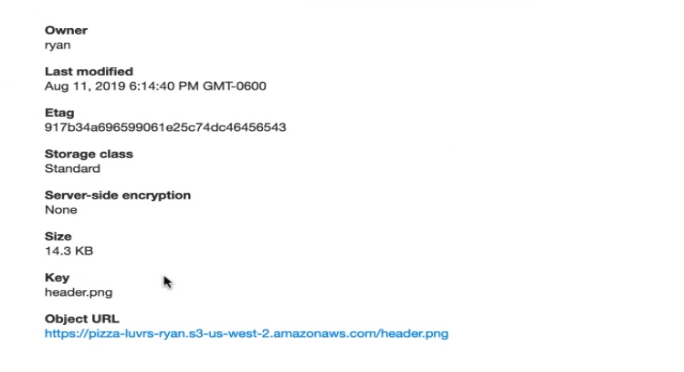 Owner
ryan
Last modified
Aug 11, 2019 6:14:40 PM GMT-0600
Etag
917b34a696599061e25c74dc46456543
Storage class
Standard
Server-side encryption
None
Size
14.3 KB
Key
header.png
Object URL
https://pizza-luvrs-ryan.s3-us-west-2.amazonaws.com/header.png